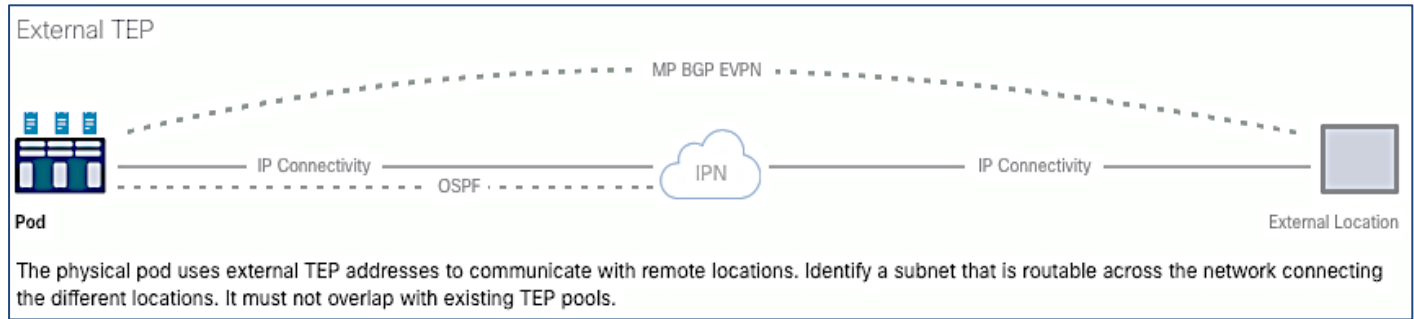 External TEP
MP BGP EVPN
IP Connectivity
IPN
IP Connectivity
OSPF
Pod
External Location
The physical pod uses external TEP addresses to communicate with remote locations. Identify a subnet that is routable across the network connecting
the different locations. It must not overlap with existing TEP pools.